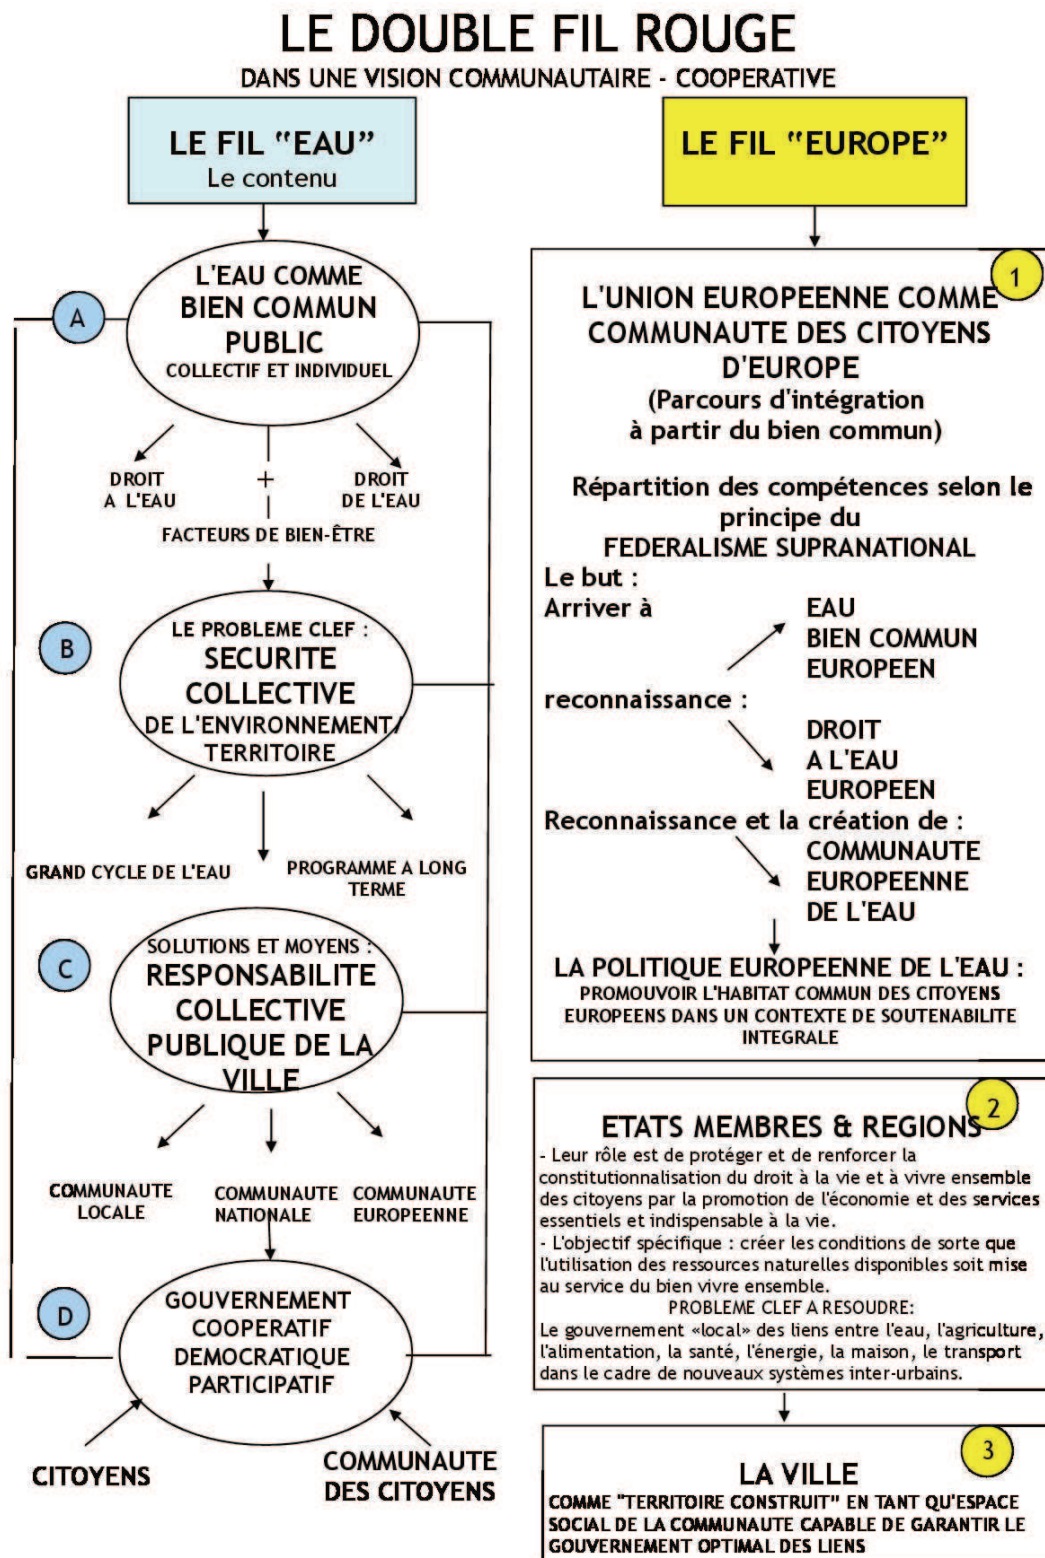 LE DOUBLE FIL ROUGE
DANS UNE VISION COMMUNAUTAIRE - COOPERATIVE
LE FIL "EAU"
Le contenu
A
L'EAU COMME
BIEN COMMUN
PUBLIC
COLLECTIF ET INDIVIDUEL
DROIT
A L'EAU
+
DROIT
DE L'EAU
FACTEURS DE BIEN-ÊTRE
B
LE PROBLEME CLEF :
SECURITE
COLLECTIVE
DE L'ENVIRONNEMENT/
TERRITOIRE
GRAND CYCLE DE L'EAU
PROGRAMME A LONG
TERME
C
SOLUTIONS ET MOYENS :
RESPONSABILITE
COLLECTIVE
PUBLIQUE DE LA
VILLE
COMMUNAUTE
LOCALE
COMMUNAUTE
NATIONALE
COMMUNAUTE
EUROPEENNE
D
GOUVERNEMENT
COOPERATIF
DEMOCRATIQUE
PARTICIPATIF
CITOYENS
COMMUNAUTE
DES CITOYENS
LE FIL "EUROPE"
1
L'UNION EUROPEENNE COMME
COMMUNAUTE DES CITOYENS
D'EUROPE
(Parcours d'intégration
à partir du bien commun)
Répartition des compétences selon le
principe du
FEDERALISME SUPRANATIONAL
Le but :
Arriver à
EAU
BIEN COMMUN
EUROPEEN
reconnaissance :
DROIT
A L'EAU
EUROPEEN
Reconnaissance et la création de :
COMMUNAUTE
EUROPEENNE
DE L'EAU
LA POLITIQUE EUROPEENNE DE L'EAU :
PROMOUVOIR L'HABITAT COMMUN DES CITOYENS
EUROPEENS DANS UN CONTEXTE DE SOUTENABILITE
INTEGRALE
2
ETATS MEMBRES & REGIONS
- Leur rôle est de protéger et de renforcer la
constitutionnalisation du droit à la vie et à vivre ensemble
des citoyens par la promotion de l'économie et des services
essentiels et indispensable à la vie.
- L'objectif spécifique : créer les conditions de sorte que
l'utilisation des ressources naturelles disponibles soit mise
au service du bien vivre ensemble.
PROBLEME CLEF A RESOUDRE:
Le gouvernement «local» des liens entre l'eau, l'agriculture,
l'alimentation, la santé, l'énergie, la maison, le transport
dans le cadre de nouveaux systèmes inter-urbains.
3
LA VILLE
COMME "TERRITOIRE CONSTRUIT" EN TANT QU'ESPACE
SOCIAL DE LA COMMUNAUTE CAPABLE DE GARANTIR LE
GOUVERNEMENT OPTIMAL DES LIENS